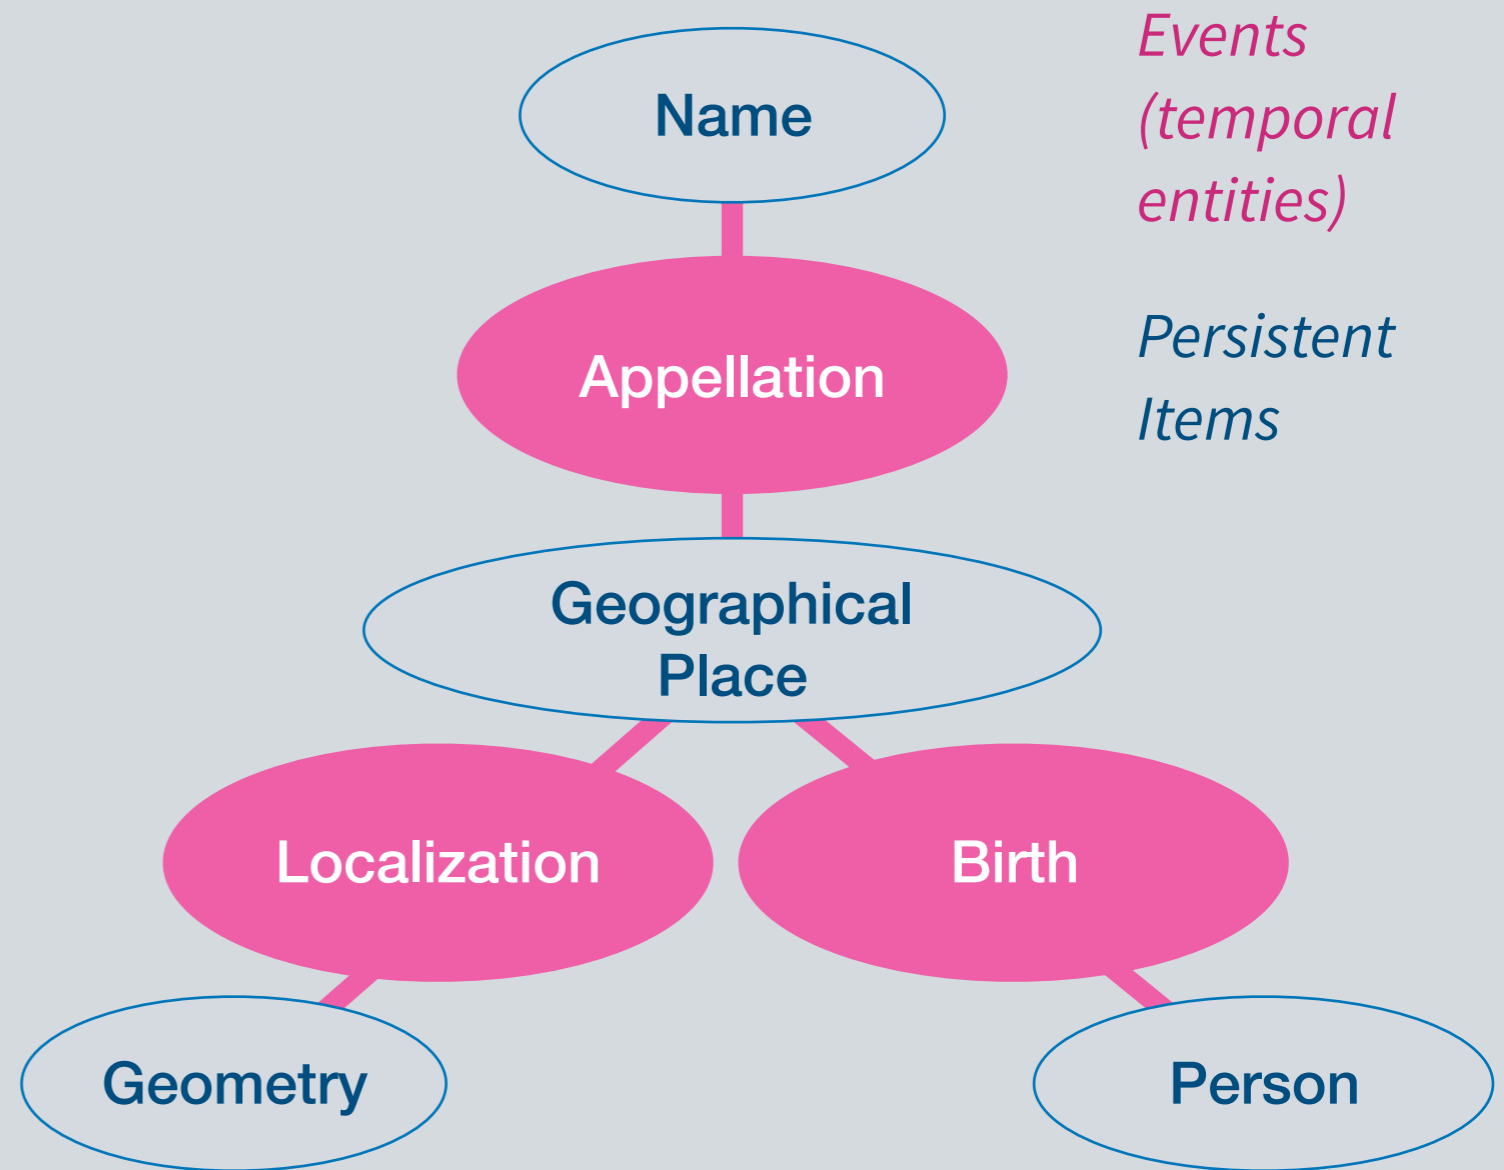 Name
Appellation
Geographical
Place
Localization
Birth
Geometry
Person
Events
(temporal
entities)
Persistent
Items